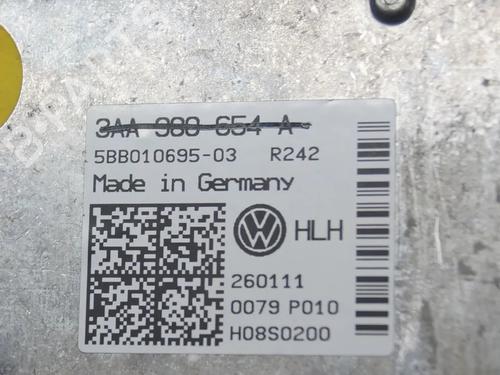 3AA 980 654 A
5BB010695-03 R242
Made in Germany
HLH
260111
0079 P010
H08S0200